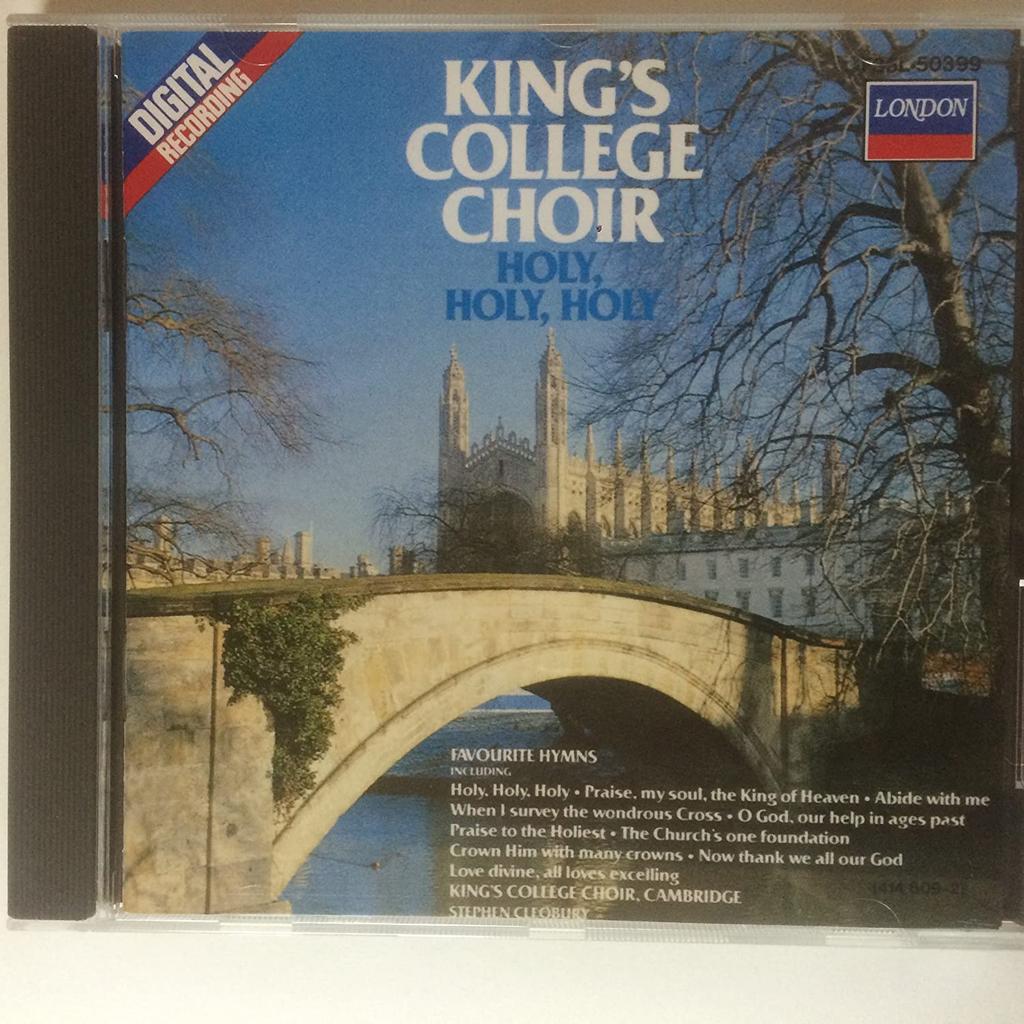 DIGITAL
RECORDING
KING'S
COLLEGE
CHOIR
HOLY,
HOLY, HOLY
50399
LONDON
FAVOURITE HYMNS
INCLUDING
Holy, Holy, Holy • Praise, my soul, the King of Heaven • Abide with me
When I survey the wondrous Cross • O God, our help in ages past
Praise to the Holiest • The Church's one foundation
Crown Him with many crowns • Now thank we all our God
Love divine, all loves excelling
KING'S COLLEGE CHOIR, CAMBRIDGE
STEPHEN CLEOBURY